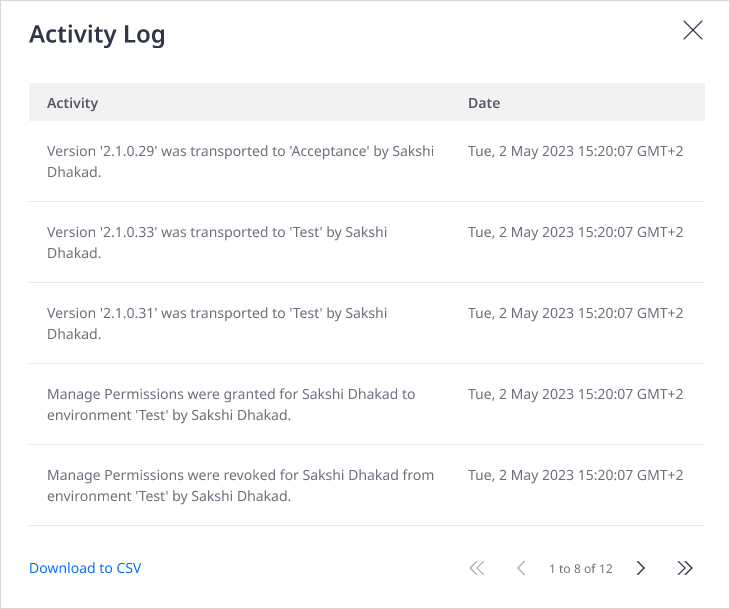 Activity Log
Activity
Date
Version '2.1.0.29' was transported to 'Acceptance' by Sakshi
Dhakad.
Tue, 2 May 2023 15:20:07 GMT+2
Version '2.1.0.33' was transported to 'Test' by Sakshi
Dhakad.
Tue, 2 May 2023 15:20:07 GMT+2
Version '2.1.0.31' was transported to 'Test' by Sakshi
Dhakad.
Tue, 2 May 2023 15:20:07 GMT+2
Manage Permissions were granted for Sakshi Dhakad to
environment 'Test' by Sakshi Dhakad.
Tue, 2 May 2023 15:20:07 GMT+2
Manage Permissions were revoked for Sakshi Dhakad from
environment 'Test' by Sakshi Dhakad.
Tue, 2 May 2023 15:20:07 GMT+2
Download to CSV
1 to 8 of 12